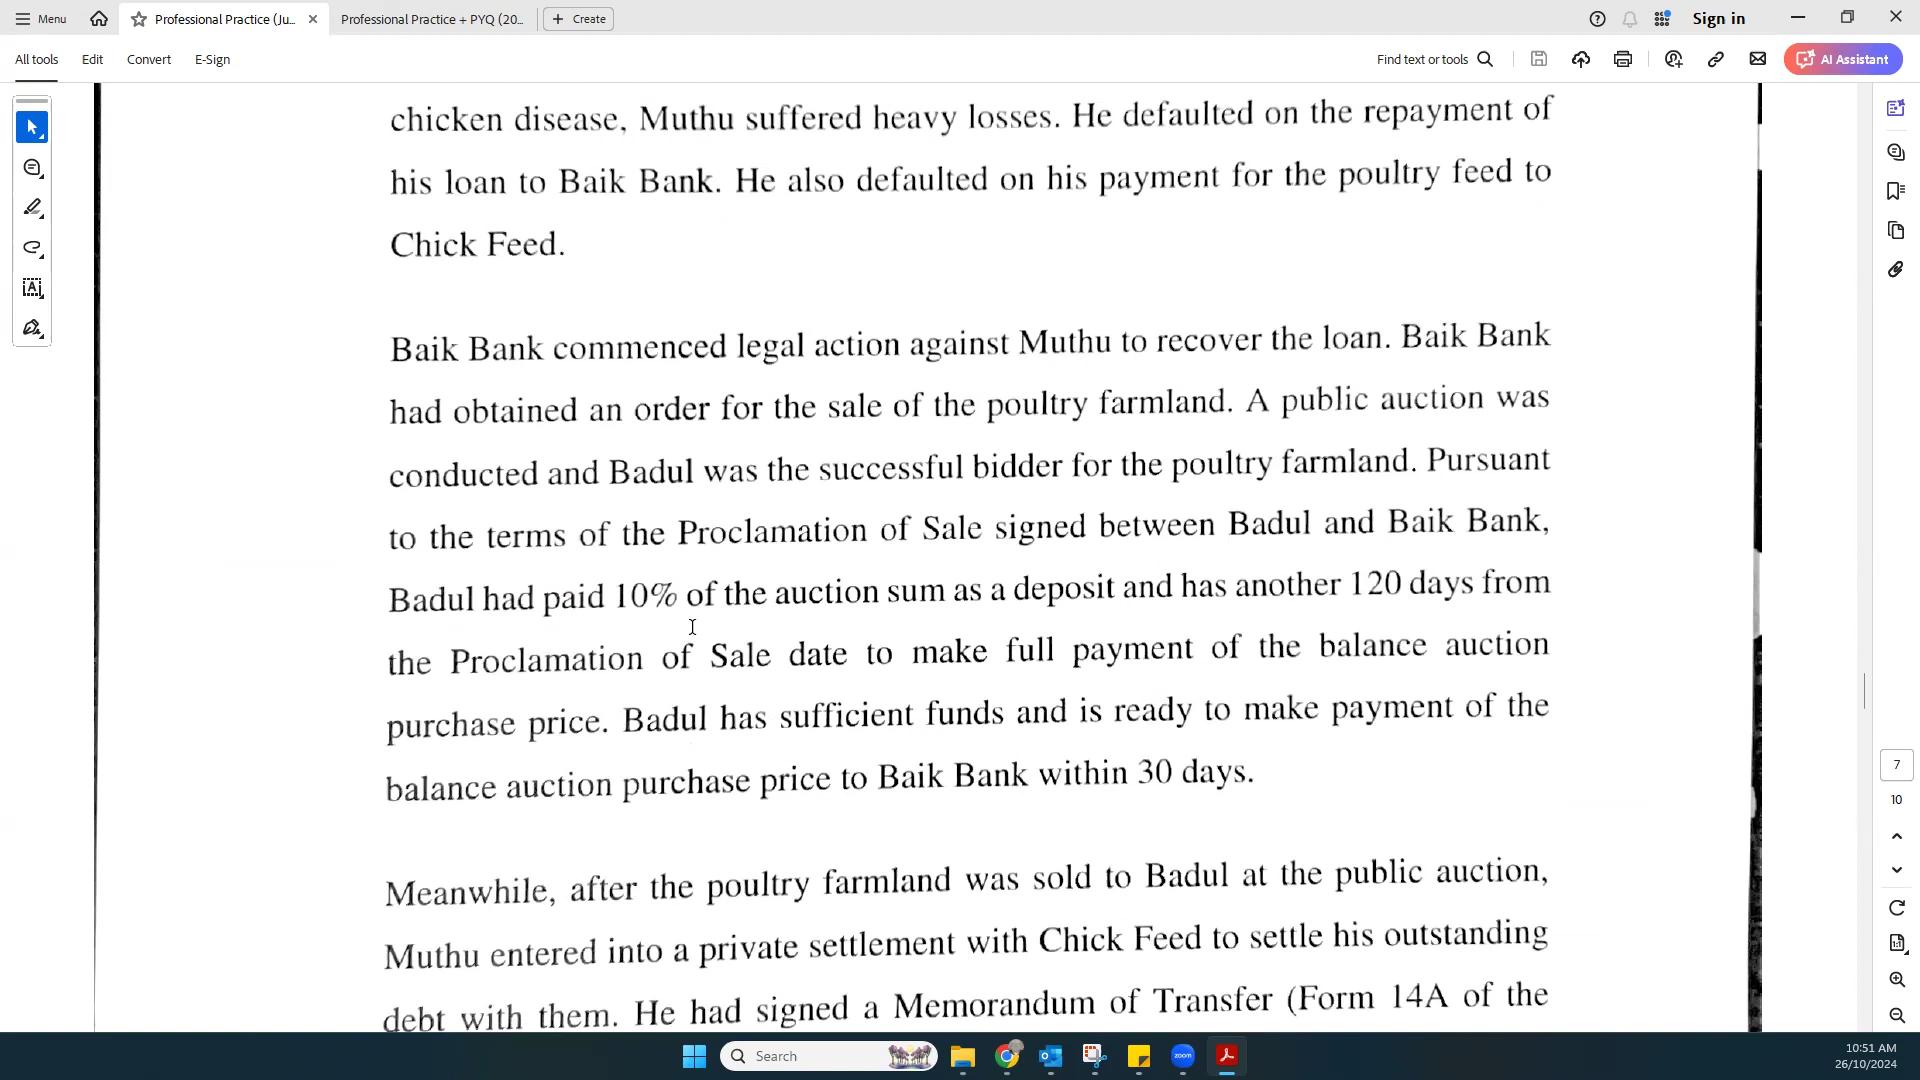 Menu
Professional Practice (Ju...
Professional Practice + PYQ (20...
Create
Sign in
All tools
Edit
Convert
E-Sign
Find text or tools
AI Assistant
chicken disease, Muthu suffered heavy losses. He defaulted on the repayment of
his loan to Baik Bank. He also defaulted on his payment for the poultry feed to
Chick Feed.
Baik Bank commenced legal action against Muthu to recover the loan. Baik Bank
had obtained an order for the sale of the poultry farmland. A public auction was
conducted and Badul was the successful bidder for the poultry farmland. Pursuant
to the terms of the Proclamation of Sale signed between Badul and Baik Bank,
Badul had paid 10% of the auction sum as a deposit and has another 120 days from
the Proclamation of Sale date to make full payment of the balance auction
purchase price. Badul has sufficient funds and is ready to make payment of the
balance auction purchase price to Baik Bank within 30 days.
Meanwhile, after the poultry farmland was sold to Badul at the public auction,
Muthu entered into a private settlement with Chick Feed to settle his outstanding
debt with them. He had signed a Memorandum of Transfer (Form 14A of the
7
10
Search
zoom
10:51 AM
26/10/2024